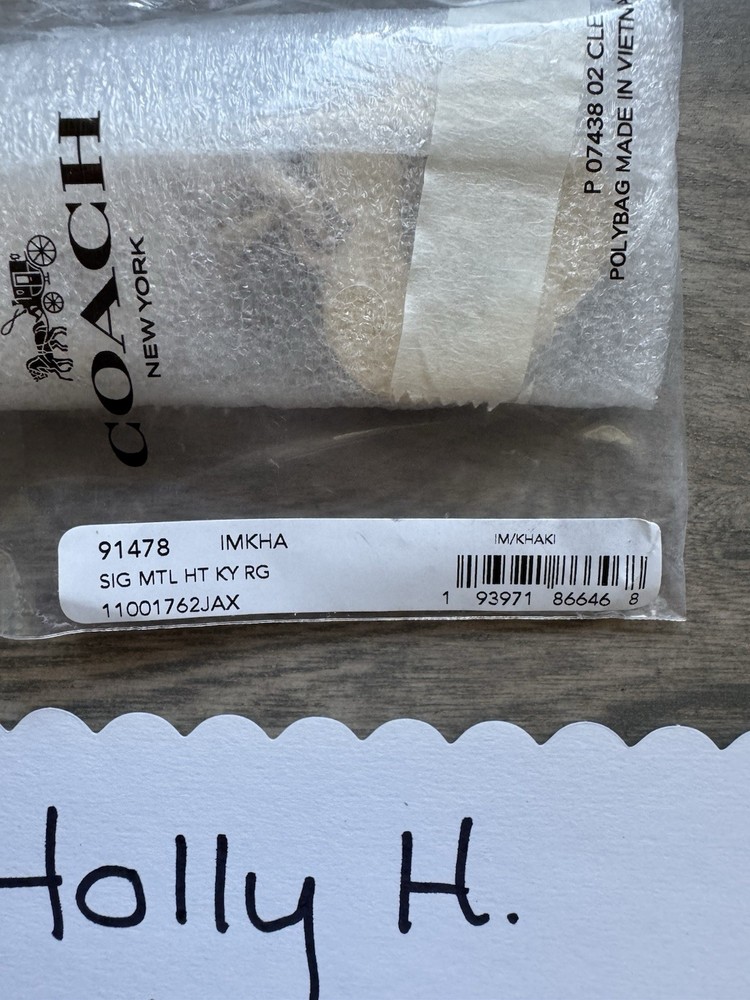 COACH
NEW YORK
P 07438 02 CLE
POLYBAG MADE IN VIETN
91478 IMKHA
SIG MTL HT KY RG
11001762JAX
IM/KHAKI
1 93971 86646 8
Holly H.